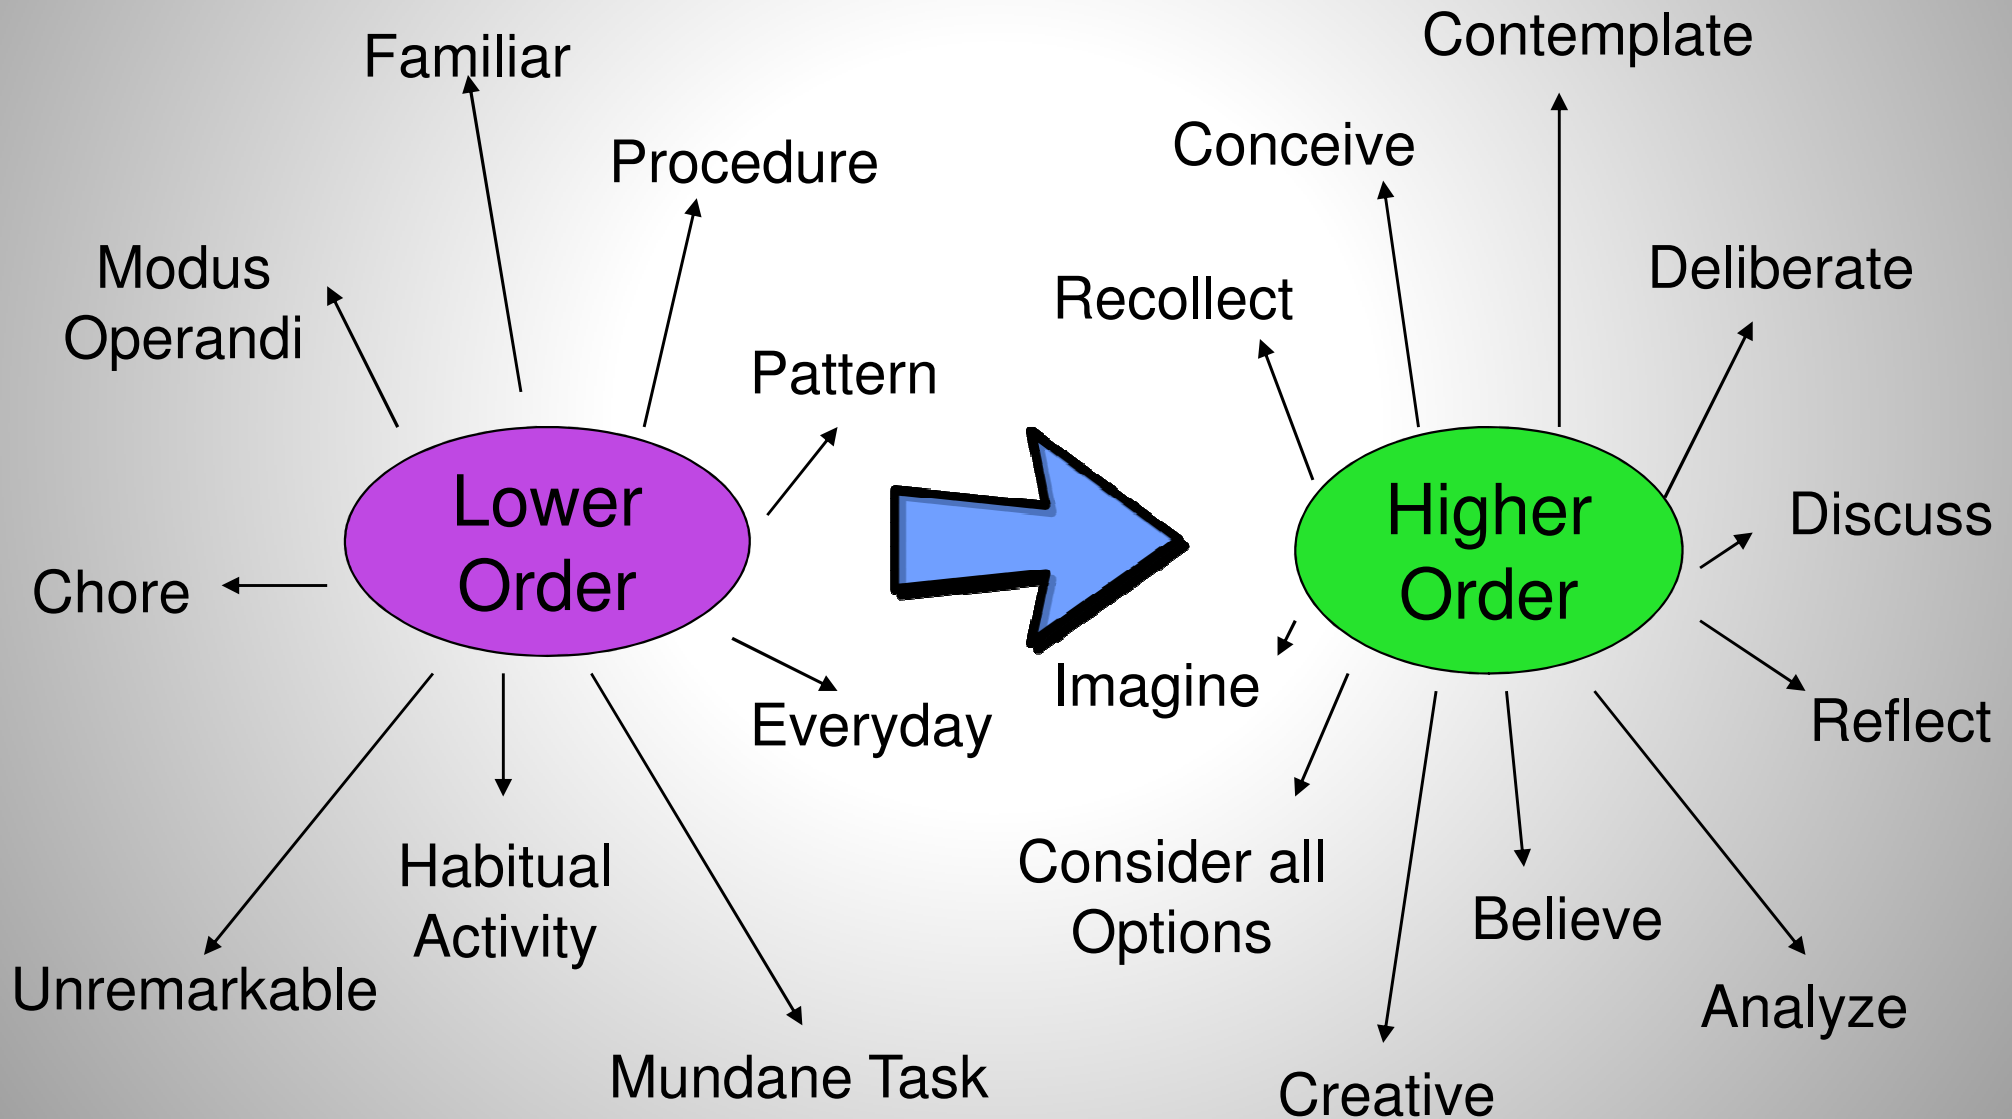 Familiar
Procedure
Modus
Operandi
Pattern
Lower
Order
Chore
Everyday
Habitual
Activity
Unremarkable
Mundane Task
Contemplate
Conceive
Deliberate
Recollect
Higher
Order
Discuss
Imagine
Reflect
Consider all
Options
Believe
Analyze
Creative